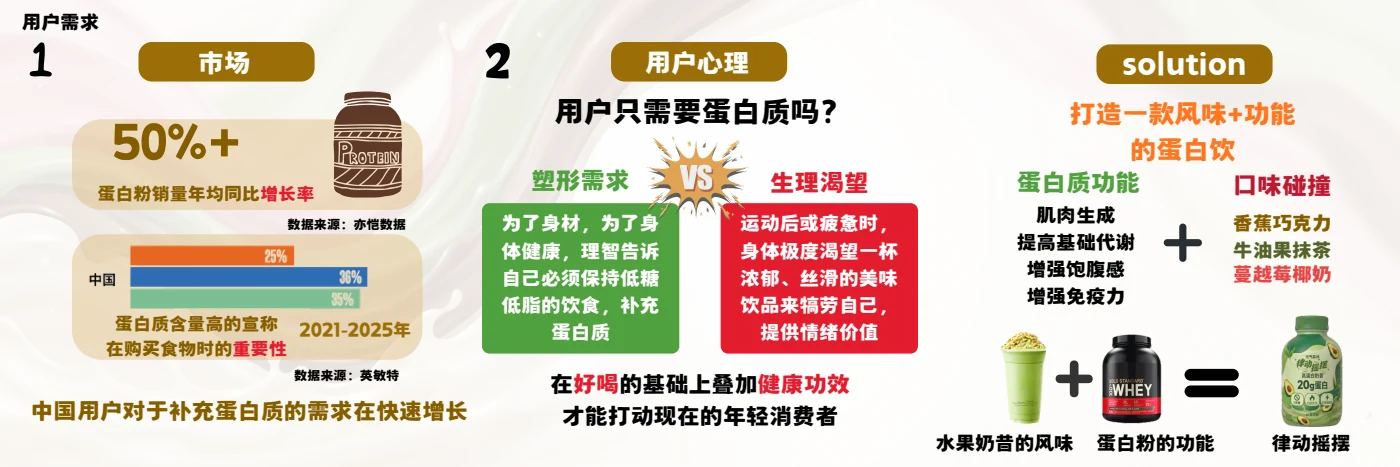 用户需求
1
市场
50%+
PROTEIN
蛋白粉销量年均同比增长率
数据来源：亦恺数据
中国
25%
36%
35%
蛋白质含量高的宣称
在购买食物时的重要性
2021-2025年
数据来源：英敏特
中国用户对于补充蛋白质的需求在快速增长
2
用户心理
用户只需要蛋白质吗？
塑形需求
VS
生理渴望
为了身材，为了身
体健康，理智告诉
自己必须保持低糖
低脂的饮食，补充
蛋白质
运动后或疲惫时，
身体极度渴望一杯
浓郁、丝滑的美味
饮品来犒劳自己，
提供情绪价值
在好喝的基础上叠加健康功效
才能打动现在的年轻消费者
solution
打造一款风味+功能
的蛋白饮
蛋白质功能
肌肉生成
提高基础代谢
增强饱腹感
增强免疫力
+
口味碰撞
香蕉巧克力
牛油果抹茶
蔓越莓椰奶
+
GOLD STANDARD
100%
WHEY
=
律动摇摆
20g蛋白
水果奶昔的风味
蛋白粉的功能
律动摇摆